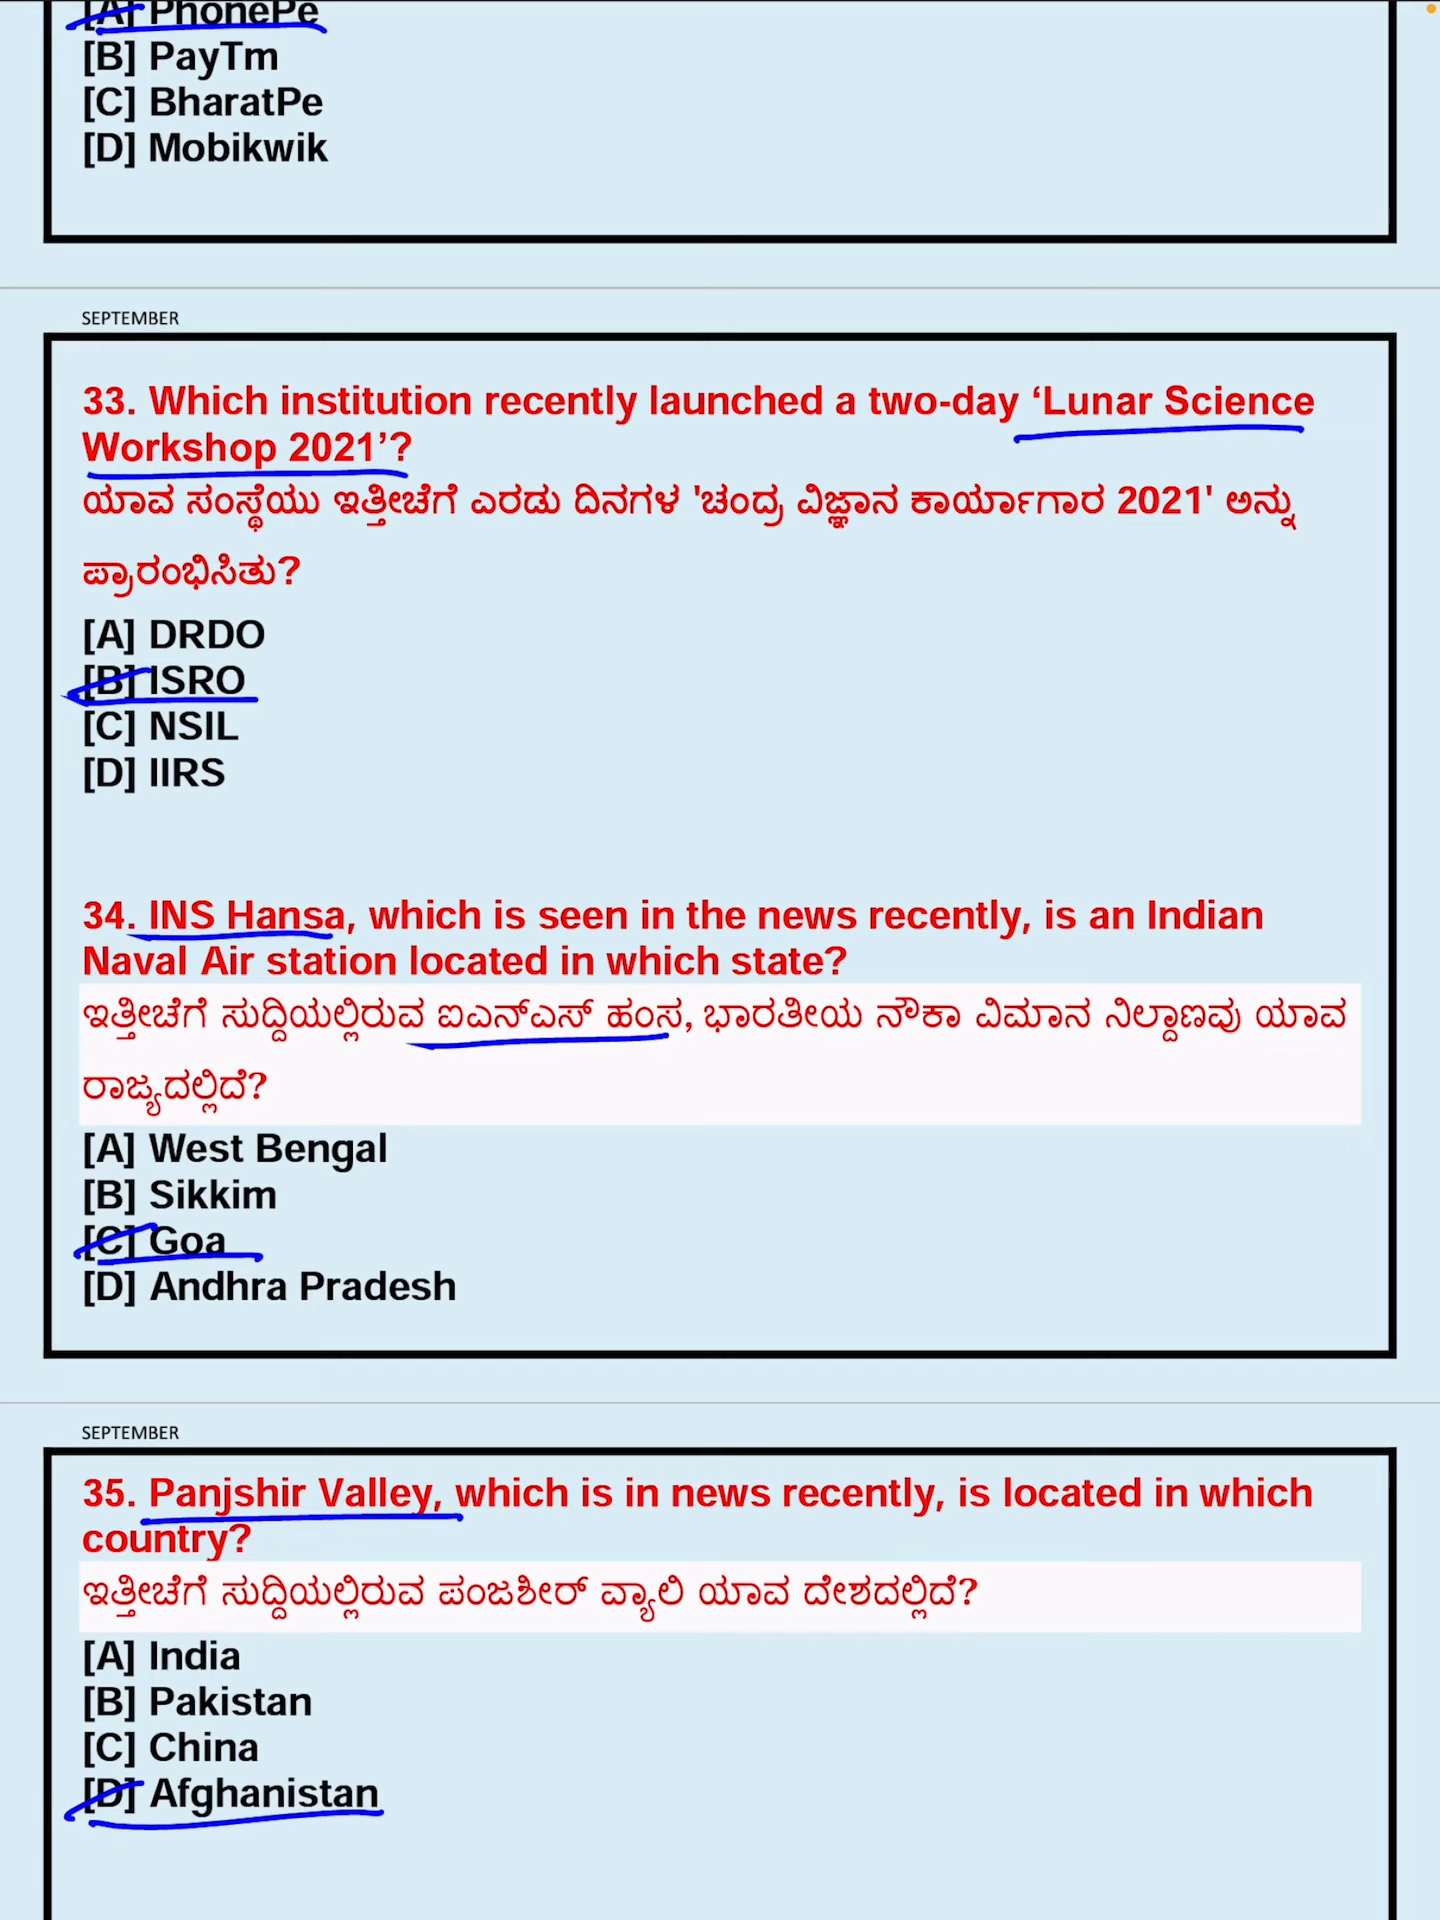 [A] PhonePe
[B] PayTm
[C] BharatPe
[D] Mobikwik
SEPTEMBER
33. Which institution recently launched a two-day ‘Lunar Science
Workshop 2021’?
ಯಾವ ಸಂಸ್ಥೆಯು ಇತ್ತೀಚೆಗೆ ಎರಡು ದಿನಗಳ 'ಚಂದ್ರ ವಿಜ್ಞಾನ ಕಾರ್ಯಾಗಾರ 2021' ಅನ್ನು
ಪ್ರಾರಂಭಿಸಿತು?
[A] DRDO
[B] ISRO
[C] NSIL
[D] IIRS
34. INS Hansa, which is seen in the news recently, is an Indian
Naval Air station located in which state?
ಇತ್ತೀಚೆಗೆ ಸುದ್ದಿಯಲ್ಲಿರುವ ಐಎನ್ಎಸ್ ಹಂಸ, ಭಾರತೀಯ ನೌಕಾ ವಿಮಾನ ನಿಲ್ದಾಣವು ಯಾವ
ರಾಜ್ಯದಲ್ಲಿದೆ?
[A] West Bengal
[B] Sikkim
[C] Goa
[D] Andhra Pradesh
SEPTEMBER
35. Panjshir Valley, which is in news recently, is located in which
country?
ಇತ್ತೀಚೆಗೆ ಸುದ್ದಿಯಲ್ಲಿರುವ ಪಂಜಶೀರ್ ವ್ಯಾಲಿ ಯಾವ ದೇಶದಲ್ಲಿದೆ?
[A] India
[B] Pakistan
[C] China
[D] Afghanistan